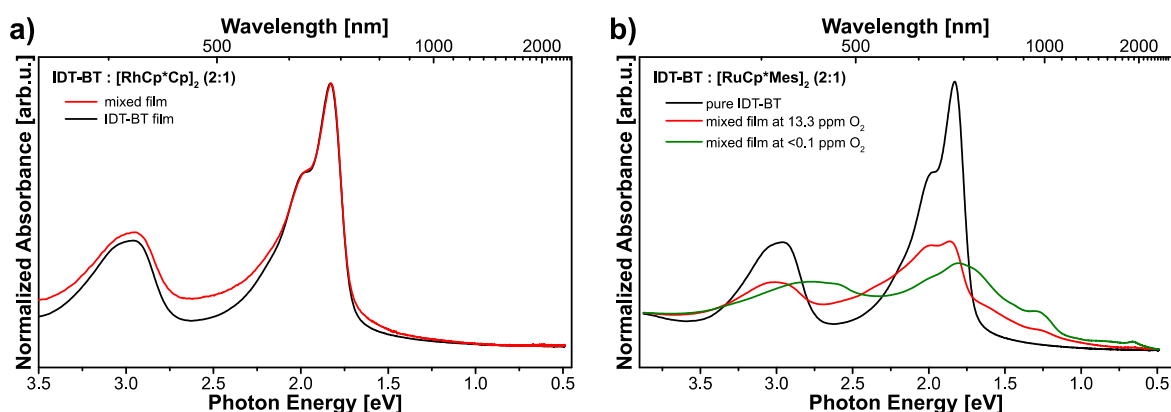 a)
Wavelength [nm]
500 1000 2000
Normalized Absorbance [arb.u.]
IDT-BT : [RhCp*Cp]₂ (2:1)
mixed film
IDT-BT film
3.5 3.0 2.5 2.0 1.5 1.0 0.5
Photon Energy [eV]
b)
Wavelength [nm]
500 1000 2000
Normalized Absorbance [arb.u.]
IDT-BT : [RuCp*Mes]₂ (2:1)
pure IDT-BT
mixed film at 13.3 ppm O₂
mixed film at <0.1 ppm O₂
3.5 3.0 2.5 2.0 1.5 1.0 0.5
Photon Energy [eV]